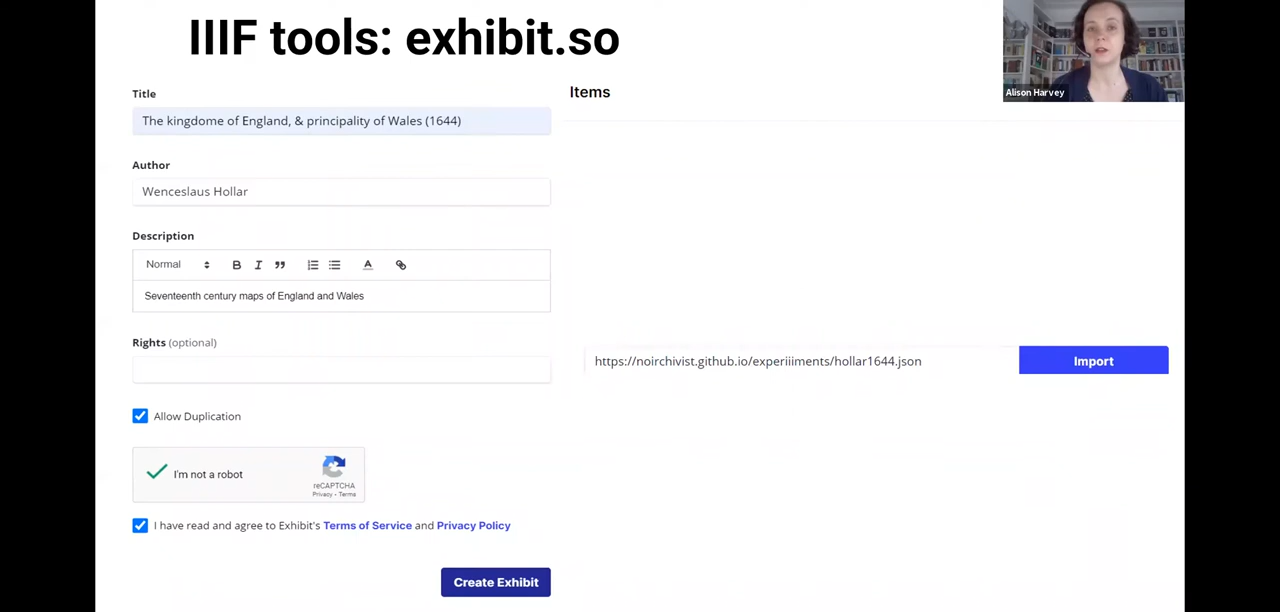 IIIF tools: exhibit.so
Alison Harvey
Title
The kingdome of England, & principality of Wales (1644)
Author
Wenceslaus Hollar
Description
Normal
B I
A
Seventeenth century maps of England and Wales
Rights (optional)
Allow Duplication
I'm not a robot
reCAPTCHA
Privacy - Terms
I have read and agree to Exhibit's Terms of Service and Privacy Policy
Create Exhibit
Items
https://noirchivist.github.io/experiiiments/hollar1644.json
Import